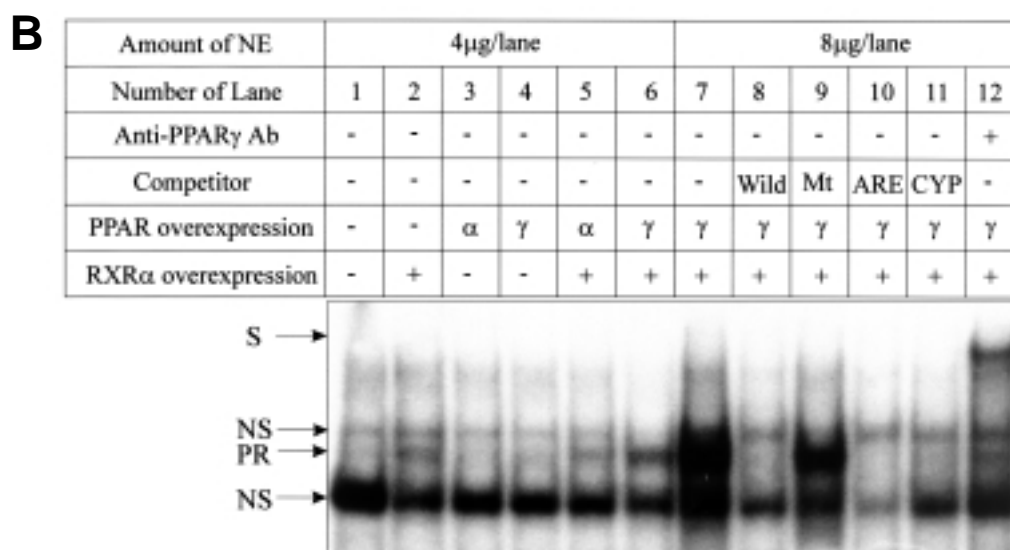 B
Amount of NE 4μg/lane 8μg/lane
Number of Lane 1 2 3 4 5 6 7 8 9 10 11 12
Anti-PPARγ Ab - - - - - - - - - - - +
Competitor - - - - - - - Wild Mt ARE CYP -
PPAR overexpression - - α γ α γ γ γ γ γ γ γ
RXRα overexpression - + - - + + + + + + + +
S
NS
PR
NS